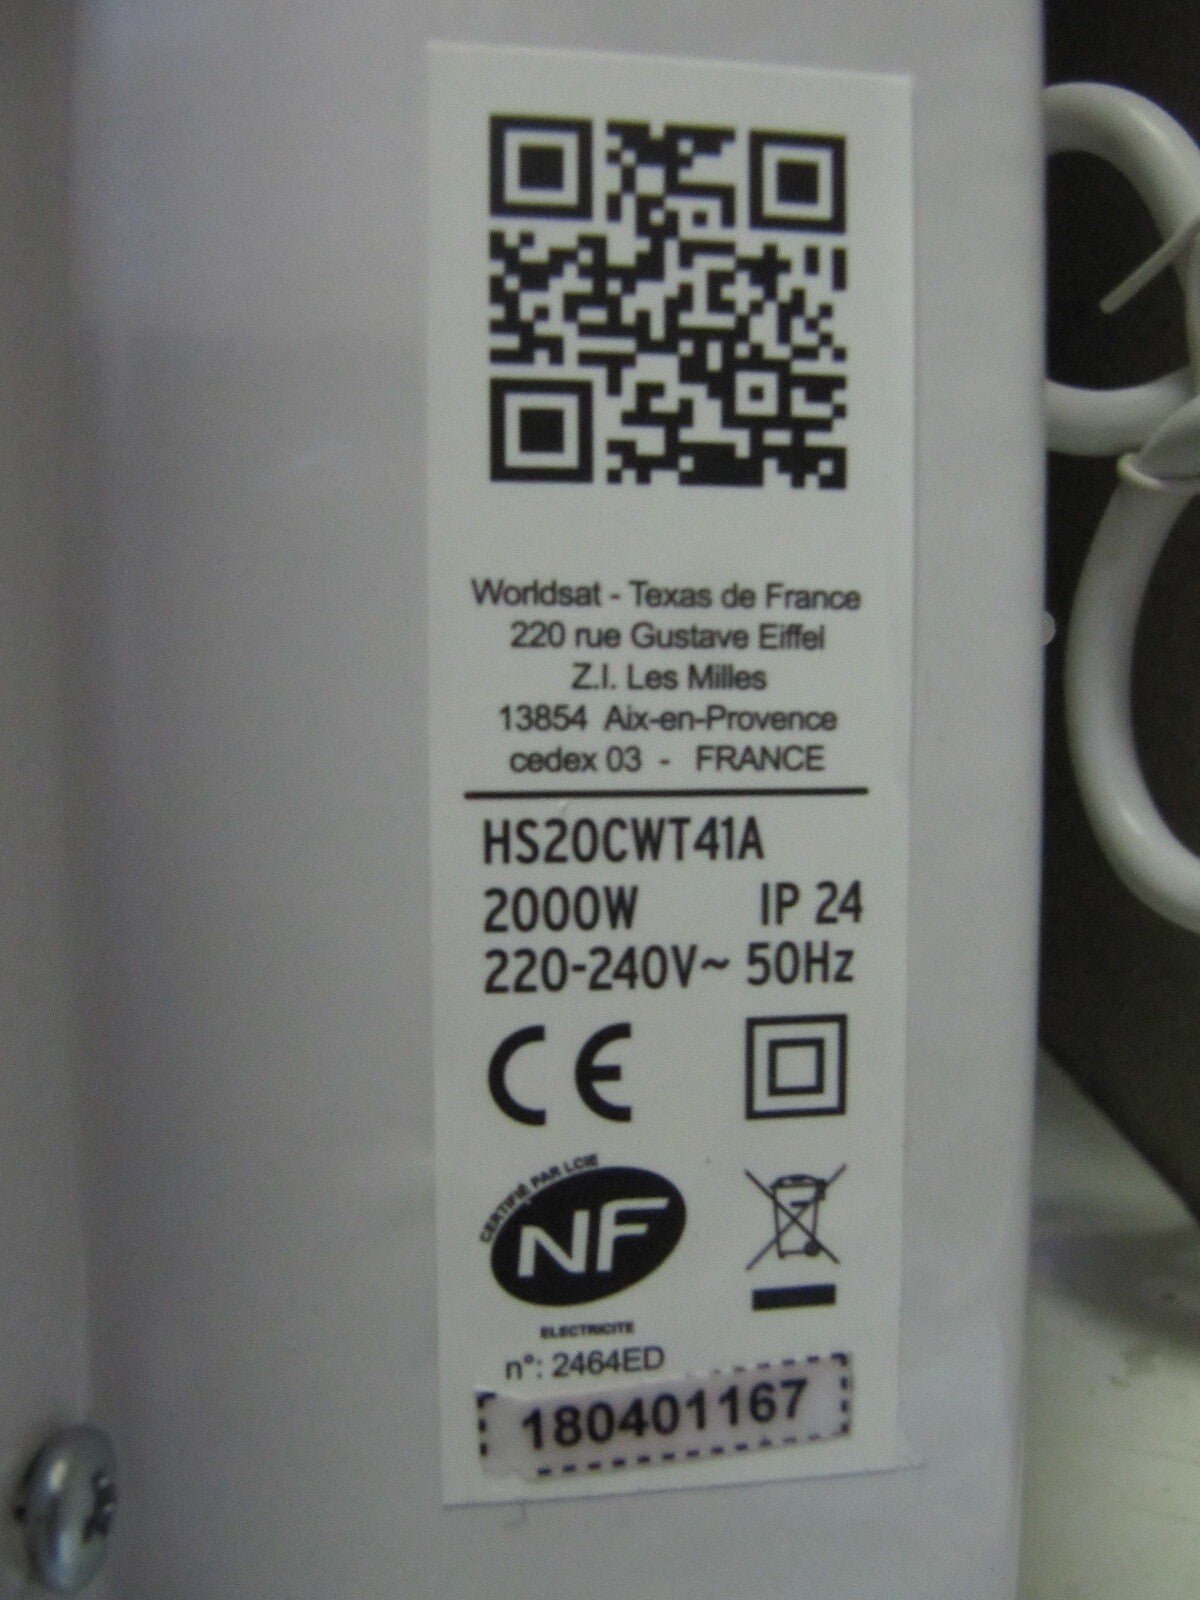 Worldsat - Texas de France
220 rue Gustave Eiffel
Z.I. Les Milles
13854 Aix-en-Provence
cedex 03 - FRANCE
HS20CWT41A
2000W IP 24
220-240V~ 50Hz
CE
CERTIFIÉ PAR LCIE
NF
ELECTRICITE
n°: 2464ED
180401167